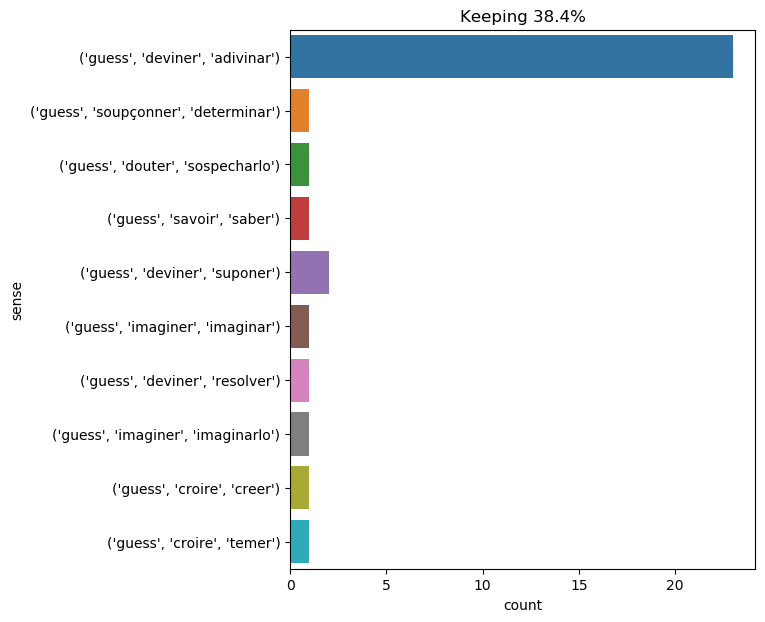 Keeping 38.4%
('guess', 'deviner', 'adivinar')
('guess', 'soupçonner', 'determinar')
('guess', 'douter', 'sospecharlo')
('guess', 'savoir', 'saber')
('guess', 'deviner', 'suponer')
('guess', 'imaginer', 'imaginar')
('guess', 'deviner', 'resolver')
('guess', 'imaginer', 'imaginarlo')
('guess', 'croire', 'creer')
('guess', 'croire', 'temer')
sense
0 5 10 15 20
count